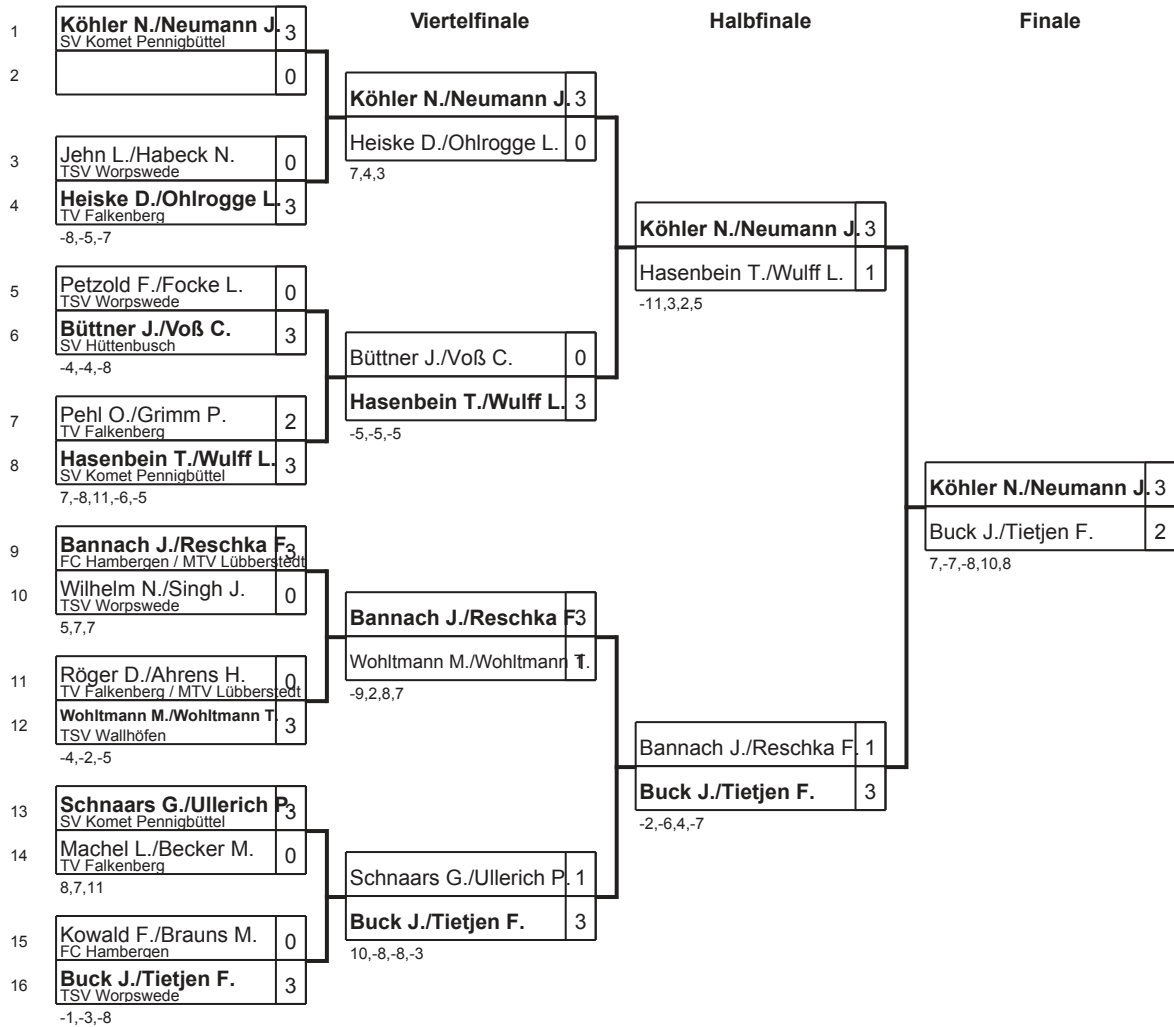 Viertelfinale
Halbfinale
Finale
1
Köhler N./Neumann J. 3
SV Komet Pennigbüttel
2
0
3
Jehn L./Habeck N. 0
TSV Worpswede
4
Heiske D./Ohlrogge L. 3
TV Falkenberg
-8,-5,-7
5
Petzold F./Focke L. 0
TSV Worpswede
6
Büttner J./Voß C. 3
SV Hüttenbusch
-4,-4,-8
7
Pehl O./Grimm P. 2
TV Falkenberg
8
Hasenbein T./Wulff L. 3
SV Komet Pennigbüttel
7,-8,11,-6,-5
9
Bannach J./Reschka F. 3
FC Hambergen / MTV Lübberstedt
10
Wilhelm N./Singh J. 0
TSV Worpswede
5,7,7
11
Röger D./Ahrens H. 0
TV Falkenberg / MTV Lübberstedt
12
Wohltmann M./Wohltmann T. 3
TSV Wallhöfen
-4,-2,-5
13
Schnaars G./Ullerich P. 3
SV Komet Pennigbüttel
14
Machel L./Becker M. 0
TV Falkenberg
8,7,11
15
Kowald F./Brauns M. 0
FC Hambergen
16
Buck J./Tietjen F. 3
TSV Worpswede
-1,-3,-8
Köhler N./Neumann J. 3
Heiske D./Ohlrogge L. 0
7,4,3
Büttner J./Voß C. 0
Hasenbein T./Wulff L. 3
-5,-5,-5
Bannach J./Reschka F. 3
Wohltmann M./Wohltmann T. 1
-9,2,8,7
Schnaars G./Ullerich P. 1
Buck J./Tietjen F. 3
10,-8,-8,-3
Köhler N./Neumann J. 3
Hasenbein T./Wulff L. 1
-11,3,2,5
Bannach J./Reschka F. 1
Buck J./Tietjen F. 3
-2,-6,4,-7
Köhler N./Neumann J. 3
Buck J./Tietjen F. 2
7,-7,-8,10,8